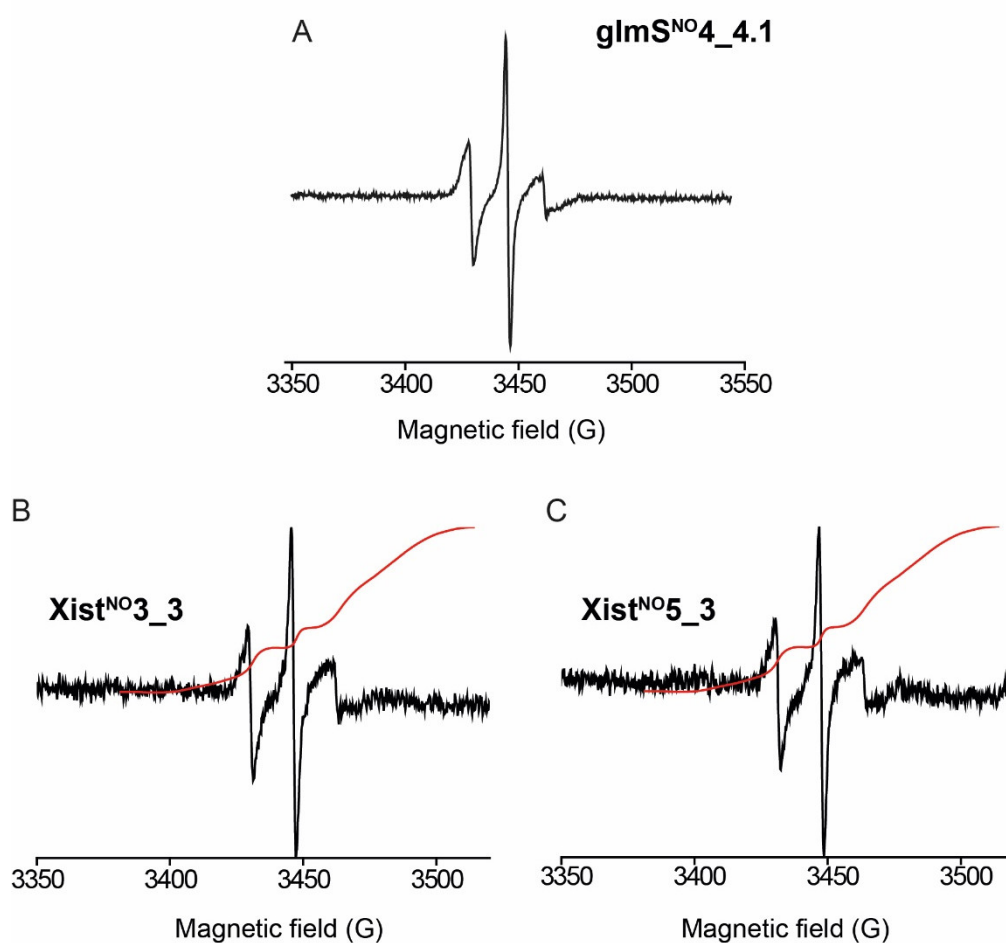 A
glmSᴺᴼ4_4.1
3350 3400 3450 3500 3550
Magnetic field (G)
B
Xistᴺᴼ3_3
3350 3400 3450 3500
Magnetic field (G)
C
Xistᴺᴼ5_3
3350 3400 3450 3500
Magnetic field (G)